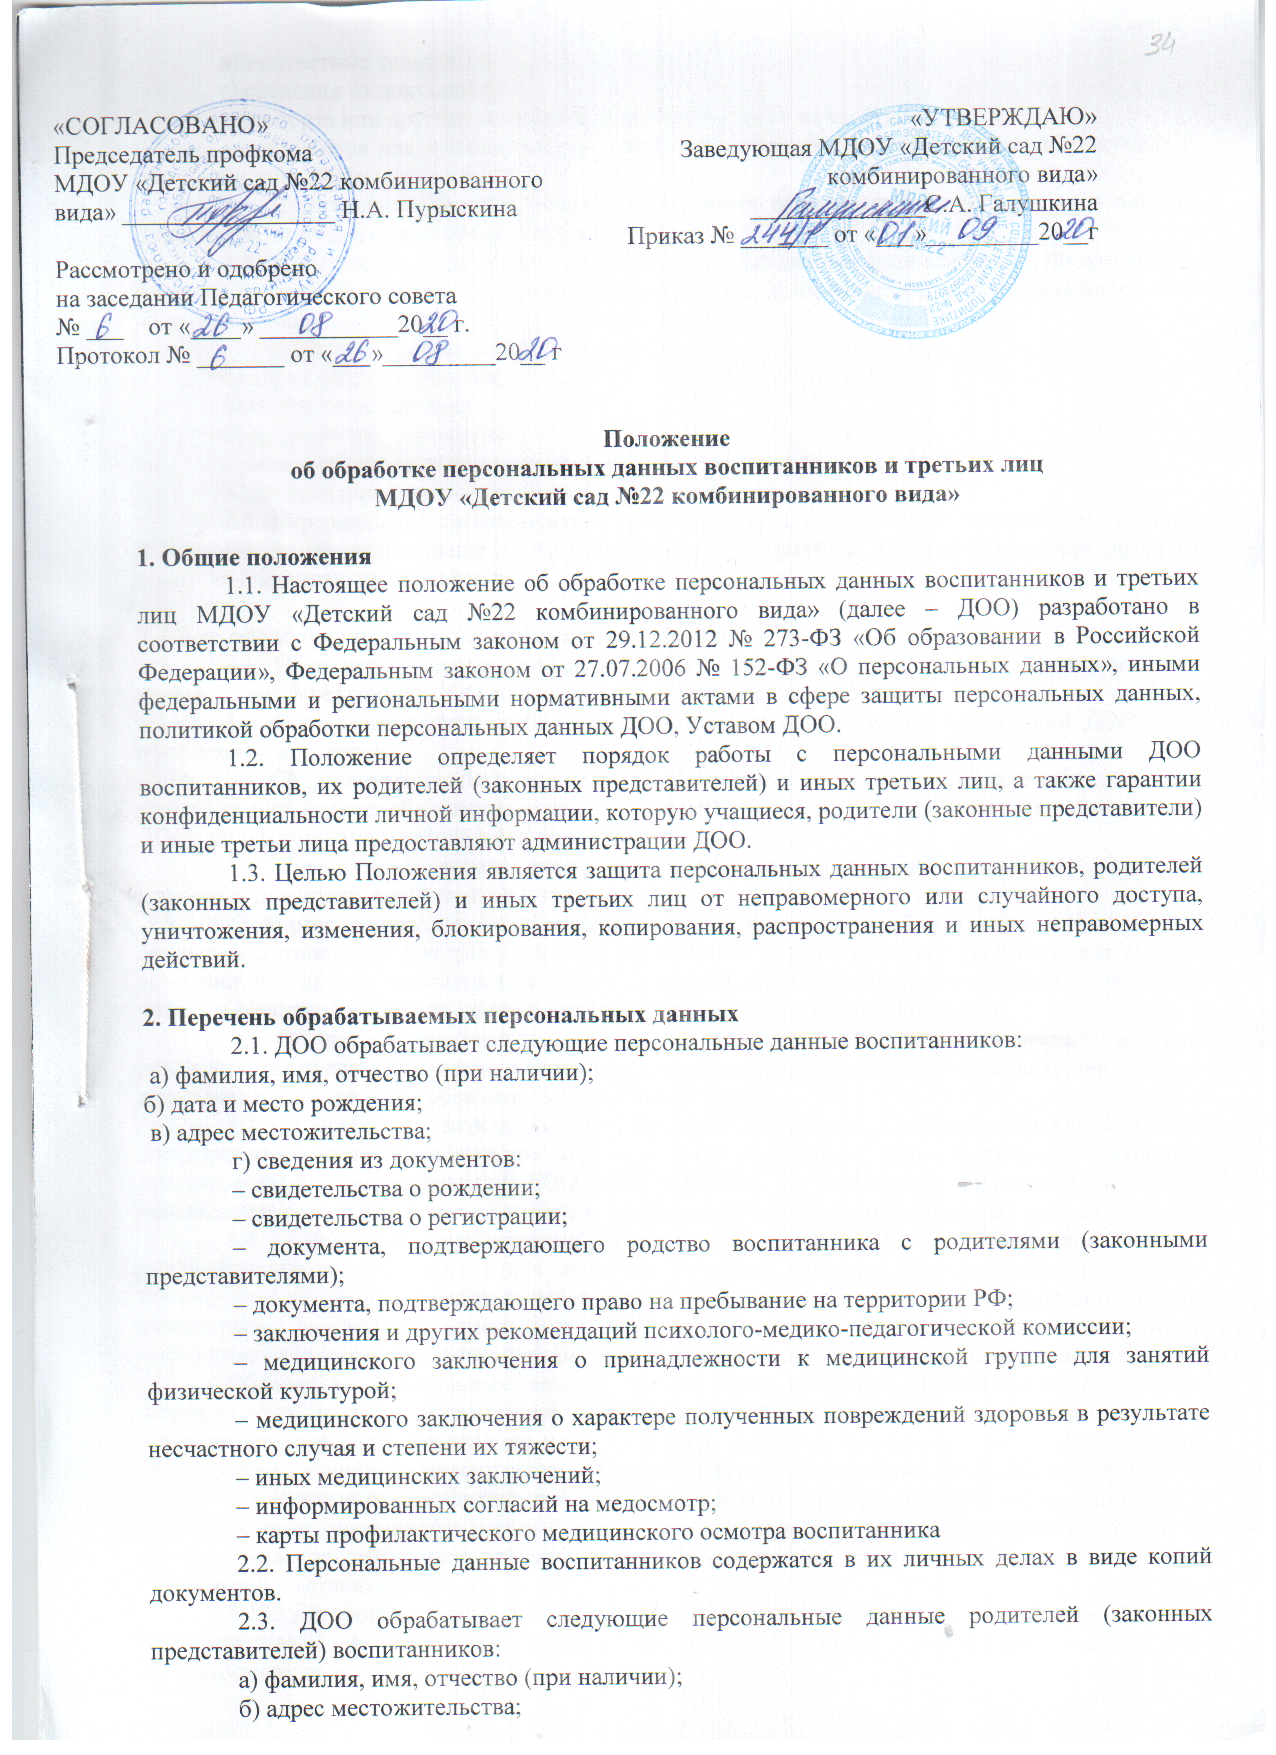 34
«СОГЛАСОВАНО»
Председатель профкома
МДОУ «Детский сад №22 комбинированного
вида» Н.А. Пурыскина
Рассмотрено и одобрено
на заседании Педагогического совета
№ 6 от «26» 08 2020 г.
Протокол № 6 от «26» 08 2020 г
«УТВЕРЖДАЮ»
Заведующая МДОУ «Детский сад №22
комбинированного вида»
С.А. Галушкина
Приказ № 244/1 от «01» 09 2020г
Положение
об обработке персональных данных воспитанников и третьих лиц
МДОУ «Детский сад №22 комбинированного вида»
1. Общие положения
1.1. Настоящее положение об обработке персональных данных воспитанников и третьих
лиц МДОУ «Детский сад №22 комбинированного вида» (далее – ДОО) разработано в
соответствии с Федеральным законом от 29.12.2012 № 273-ФЗ «Об образовании в Российской
Федерации», Федеральным законом от 27.07.2006 № 152-ФЗ «О персональных данных», иными
федеральными и региональными нормативными актами в сфере защиты персональных данных,
политикой обработки персональных данных ДОО, Уставом ДОО.
1.2. Положение определяет порядок работы с персональными данными ДОО
воспитанников, их родителей (законных представителей) и иных третьих лиц, а также гарантии
конфиденциальности личной информации, которую учащиеся, родители (законные представители)
и иные третьи лица предоставляют администрации ДОО.
1.3. Целью Положения является защита персональных данных воспитанников, родителей
(законных представителей) и иных третьих лиц от неправомерного или случайного доступа,
уничтожения, изменения, блокирования, копирования, распространения и иных неправомерных
действий.
2. Перечень обрабатываемых персональных данных
2.1. ДОО обрабатывает следующие персональные данные воспитанников:
а) фамилия, имя, отчество (при наличии);
б) дата и место рождения;
в) адрес местожительства;
г) сведения из документов:
– свидетельства о рождении;
– свидетельства о регистрации;
– документа, подтверждающего родство воспитанника с родителями (законными
представителями);
– документа, подтверждающего право на пребывание на территории РФ;
– заключения и других рекомендаций психолого-медико-педагогической комиссии;
– медицинского заключения о принадлежности к медицинской группе для занятий
физической культурой;
– медицинского заключения о характере полученных повреждений здоровья в результате
несчастного случая и степени их тяжести;
– иных медицинских заключений;
– информированных согласий на медосмотр;
– карты профилактического медицинского осмотра воспитанника
2.2. Персональные данные воспитанников содержатся в их личных делах в виде копий
документов.
2.3. ДОО обрабатывает следующие персональные данные родителей (законных
представителей) воспитанников:
а) фамилия, имя, отчество (при наличии);
б) адрес местожительства;